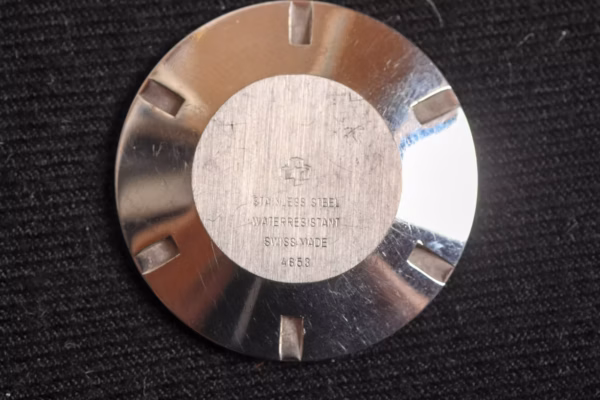 STAINLESS STEEL
WATERRESISTANT
SWISS MADE
4653